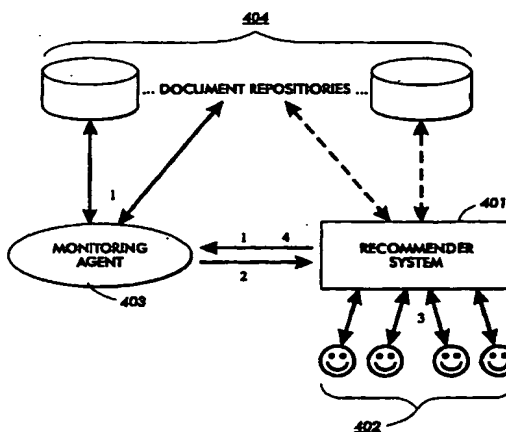 404
... DOCUMENT REPOSITIORIES ...
1
401
MONITORING
AGENT
1 4
2
RECOMMENDER
SYSTEM
403
3
402